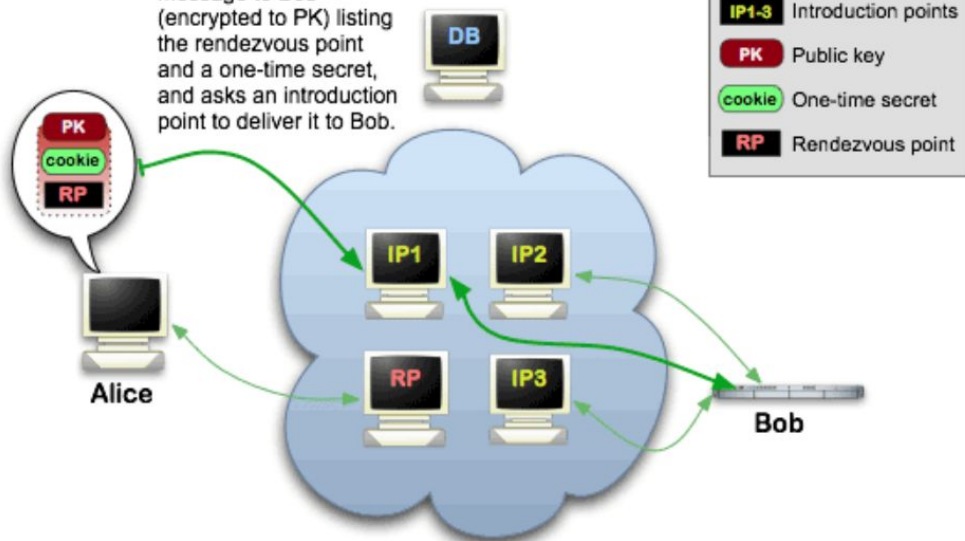 (encrypted to PK) listing
the rendezvous point
and a one-time secret,
and asks an introduction
point to deliver it to Bob.
DB
IP1-3 Introduction points
PK Public key
cookie One-time secret
RP Rendezvous point
PK
cookie
RP
IP1
IP2
Alice
RP
IP3
Bob